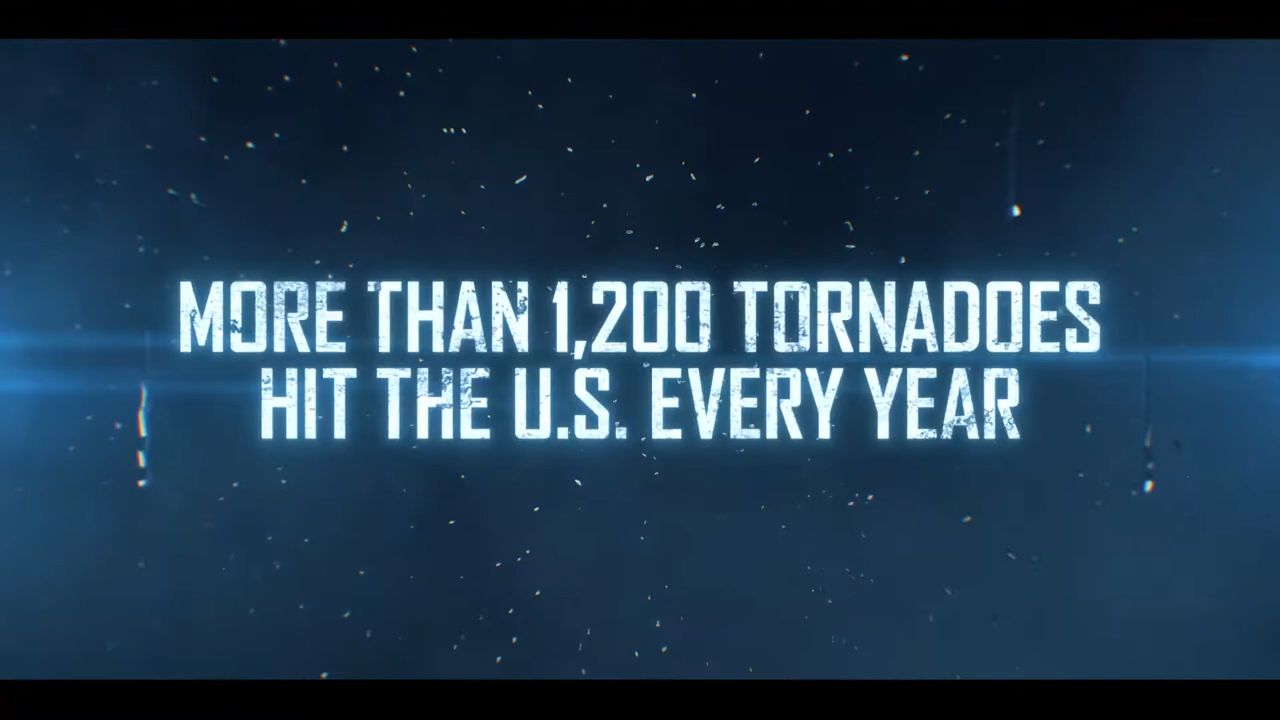 MORE THAN 1,200 TORNADOES
HIT THE U.S. EVERY YEAR